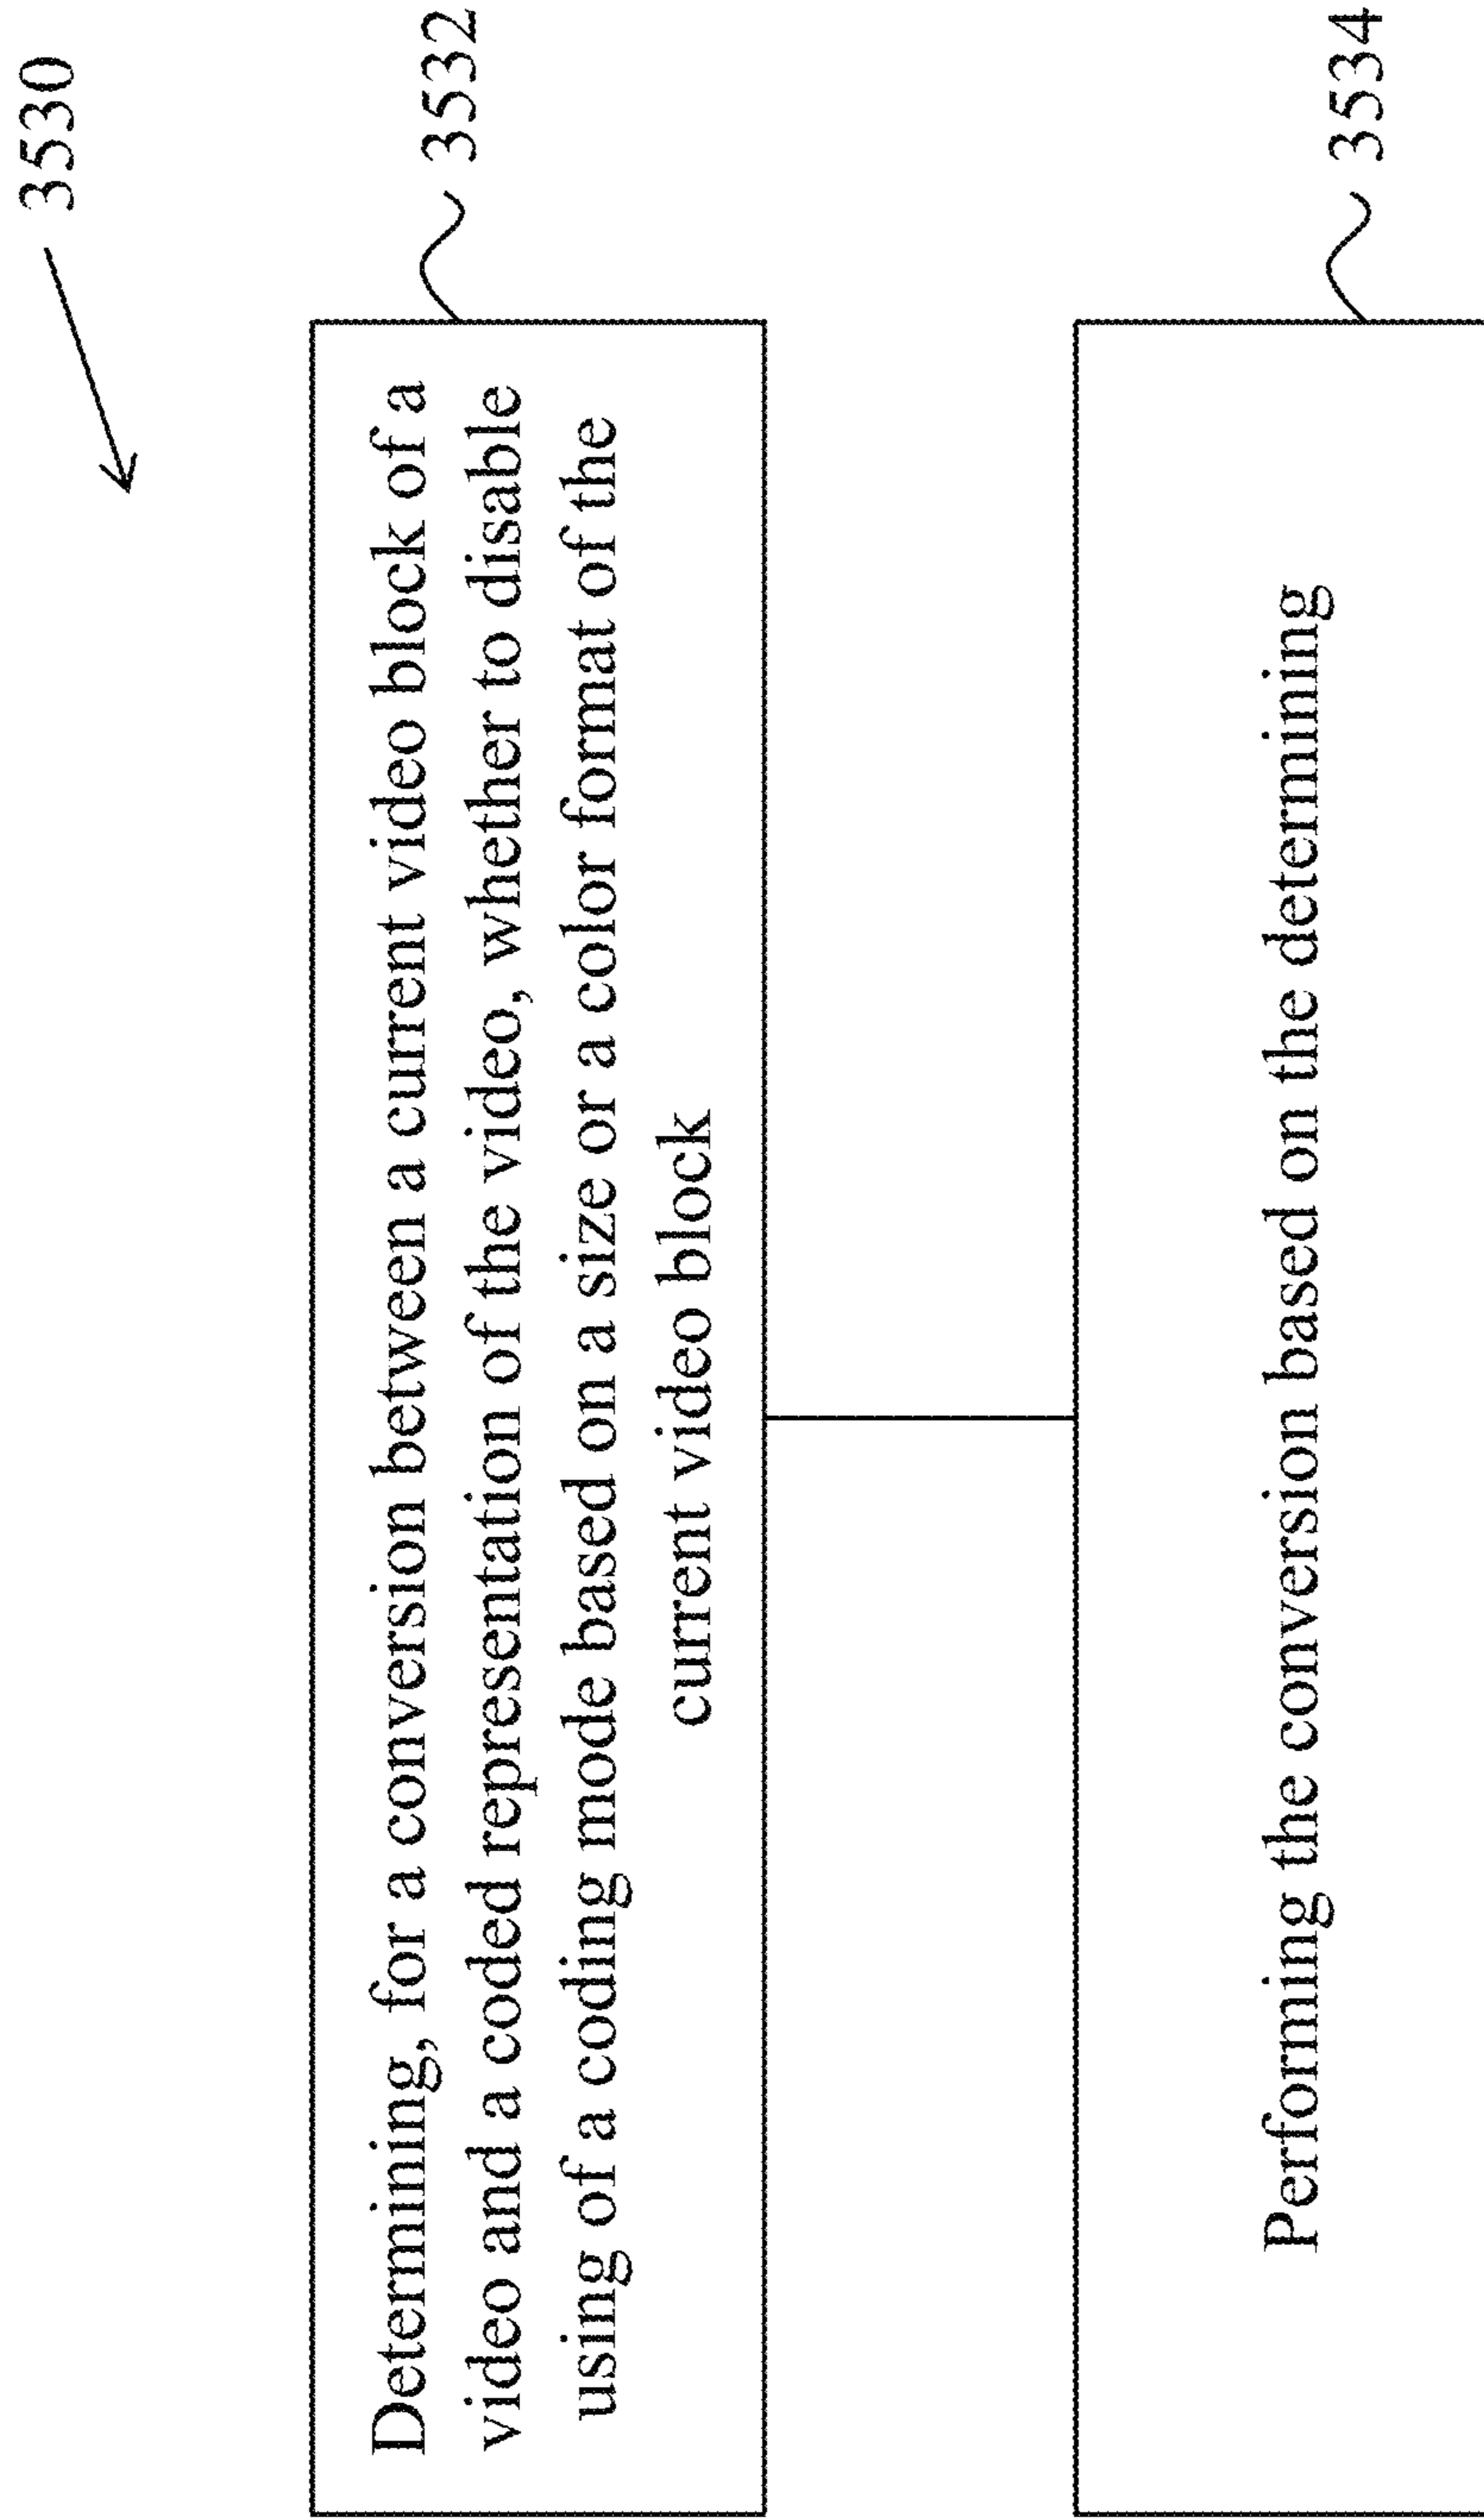 3530
3532
Determining, for a conversion between a current video block of a
video and a coded representation of the video, whether to disable
using of a coding mode based on a size or a color format of the
current video block
3534
Performing the conversion based on the determining